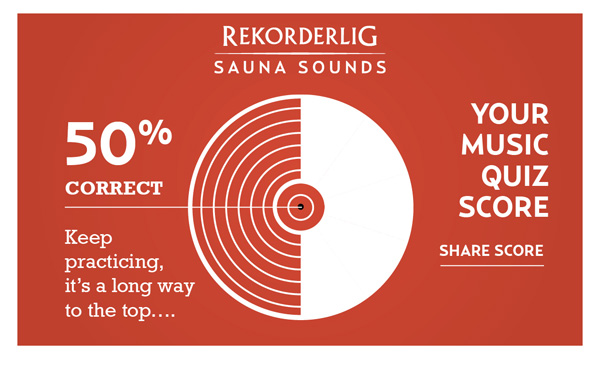 REKORDERLIG
SAUNA SOUNDS
50%
CORRECT
Keep
practicing,
it's a long way
to the top....
YOUR
MUSIC
QUIZ
SCORE
SHARE SCORE